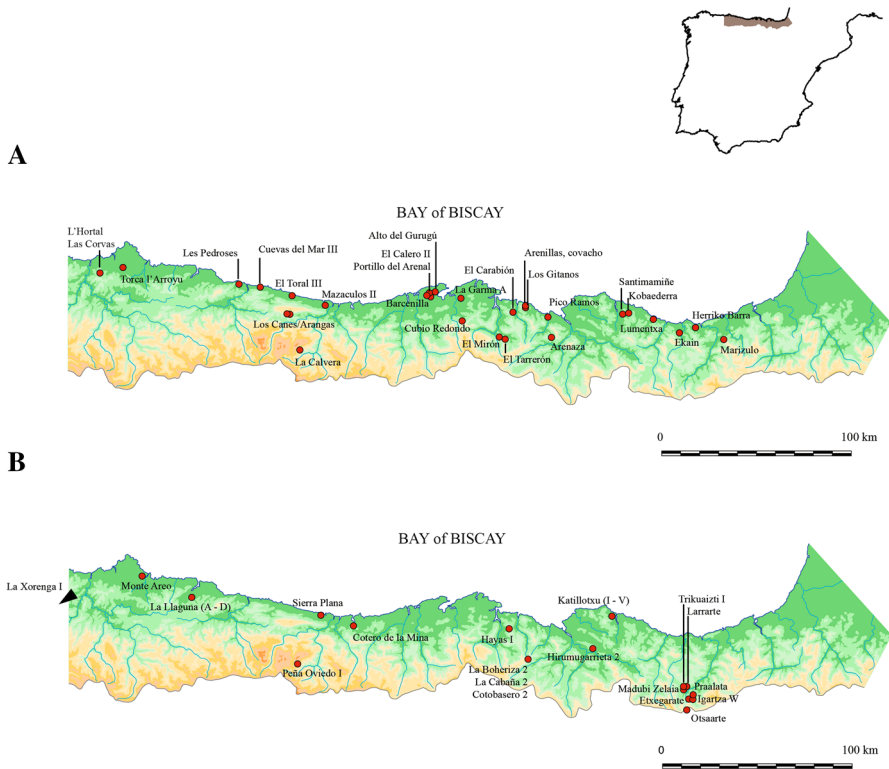 A
BAY of BISCAY
L'Hortal
Las Corvas
Torca l'Arroyu
Les Pedroses
Cuevas del Mar III
El Toral III
Mazaculos II
Los Canes/Arangas
La Calvera
Alto del Gurugú
El Calero II
Portillo del Arenal
Barcenilla
La Garma A
Cubio Redondo
El Carabión
Arenillas, covacho
Los Gitanos
El Mirón
El Tarrerón
Pico Ramos
Arenaza
Santimamiñe
Kobaederra
Lumentxa
Herriko Barra
Ekain
Marizulo
0 100 km
B
BAY of BISCAY
La Xorenga I
Monte Areo
La Llaguna (A - D)
Sierra Plana
Cotero de la Mina
Peña Oviedo I
Hayas I
La Boheriza 2
La Cabaña 2
Cotobasero 2
Katillotxu (I - V)
Hirumugarrieta 2
Trikuaizti I
Larrarte
Madubi Zelaia
Praalata
Etxegarate
Igartza W
Otsaarte
0 100 km